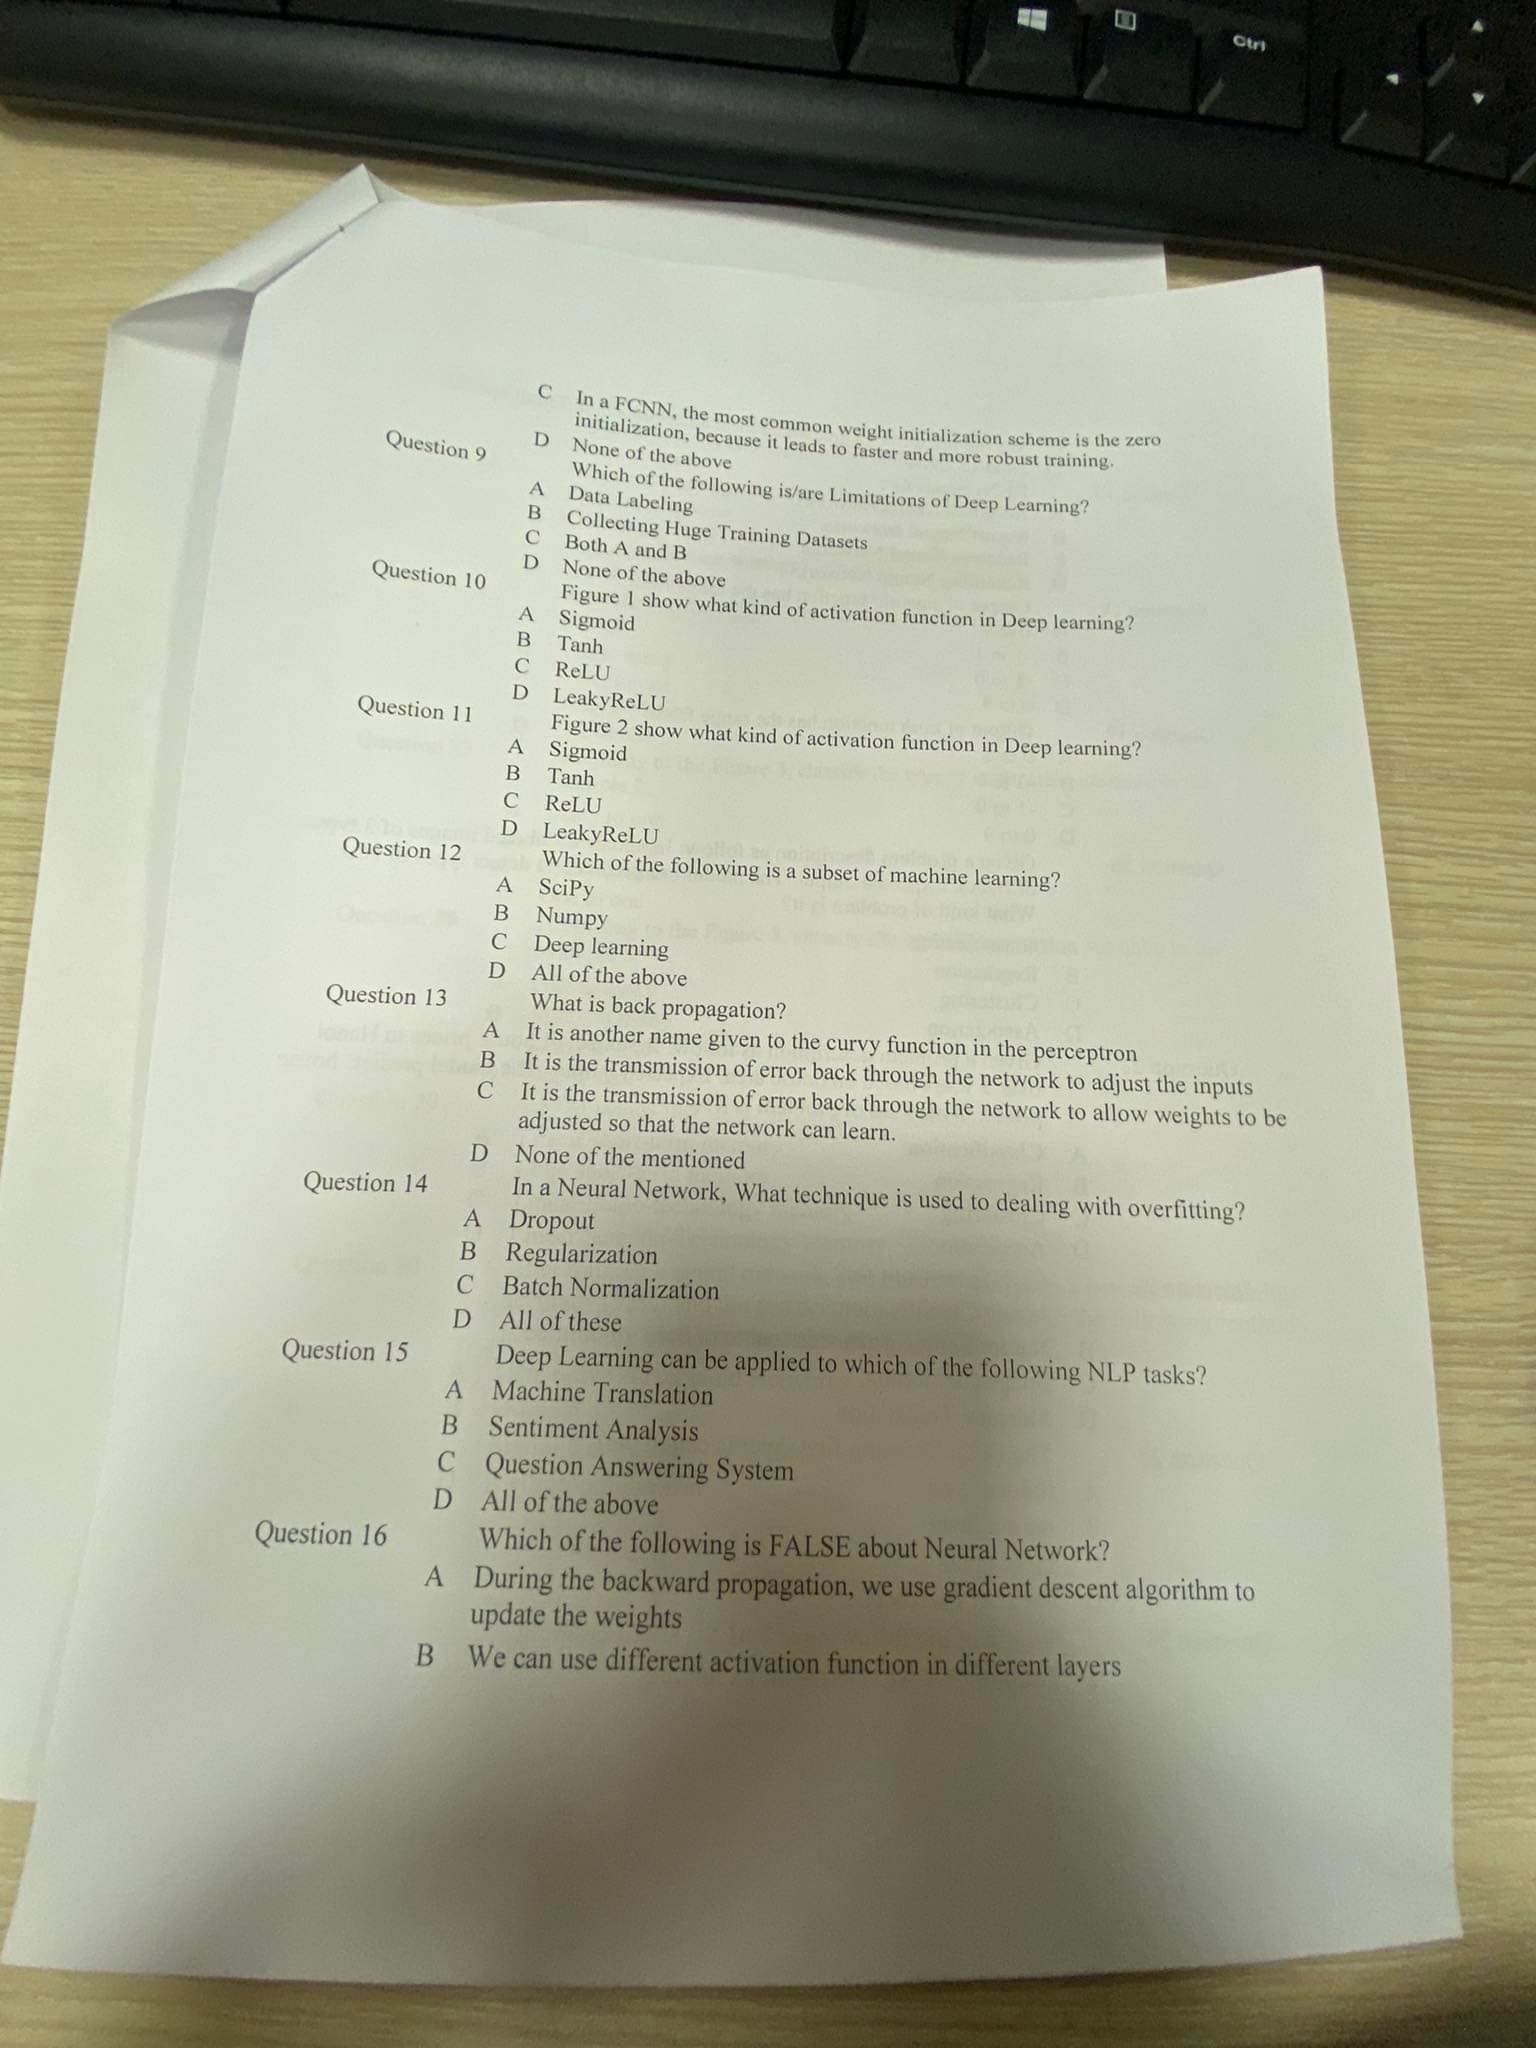 Ctrl
C In a FCNN, the most common weight initialization scheme is the zero
initialization, because it leads to faster and more robust training.
D None of the above
Question 9 Which of the following is/are Limitations of Deep Learning?
A Data Labeling
B Collecting Huge Training Datasets
C Both A and B
D None of the above
Question 10 Figure 1 show what kind of activation function in Deep learning?
A Sigmoid
B Tanh
C ReLU
D LeakyReLU
Question 11 Figure 2 show what kind of activation function in Deep learning?
A Sigmoid
B Tanh
C ReLU
D LeakyReLU
Question 12 Which of the following is a subset of machine learning?
A SciPy
B Numpy
C Deep learning
D All of the above
Question 13 What is back propagation?
A It is another name given to the curvy function in the perceptron
B It is the transmission of error back through the network to adjust the inputs
C It is the transmission of error back through the network to allow weights to be
adjusted so that the network can learn.
D None of the mentioned
Question 14 In a Neural Network, What technique is used to dealing with overfitting?
A Dropout
B Regularization
C Batch Normalization
D All of these
Question 15 Deep Learning can be applied to which of the following NLP tasks?
A Machine Translation
B Sentiment Analysis
C Question Answering System
D All of the above
Question 16 Which of the following is FALSE about Neural Network?
A During the backward propagation, we use gradient descent algorithm to
update the weights
B We can use different activation function in different layers